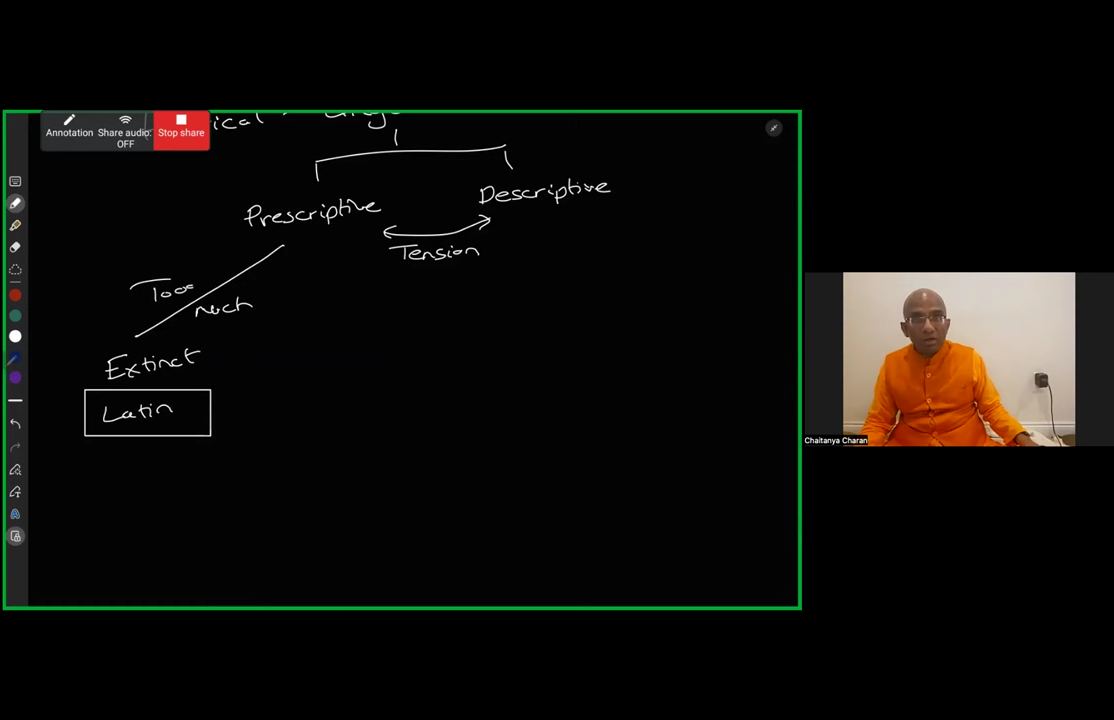 Annotation
Share audio:
OFF
Stop share
Prescriptive
Descriptive
Tension
Too
much
Extinct
Latin
Chaitanya Charan